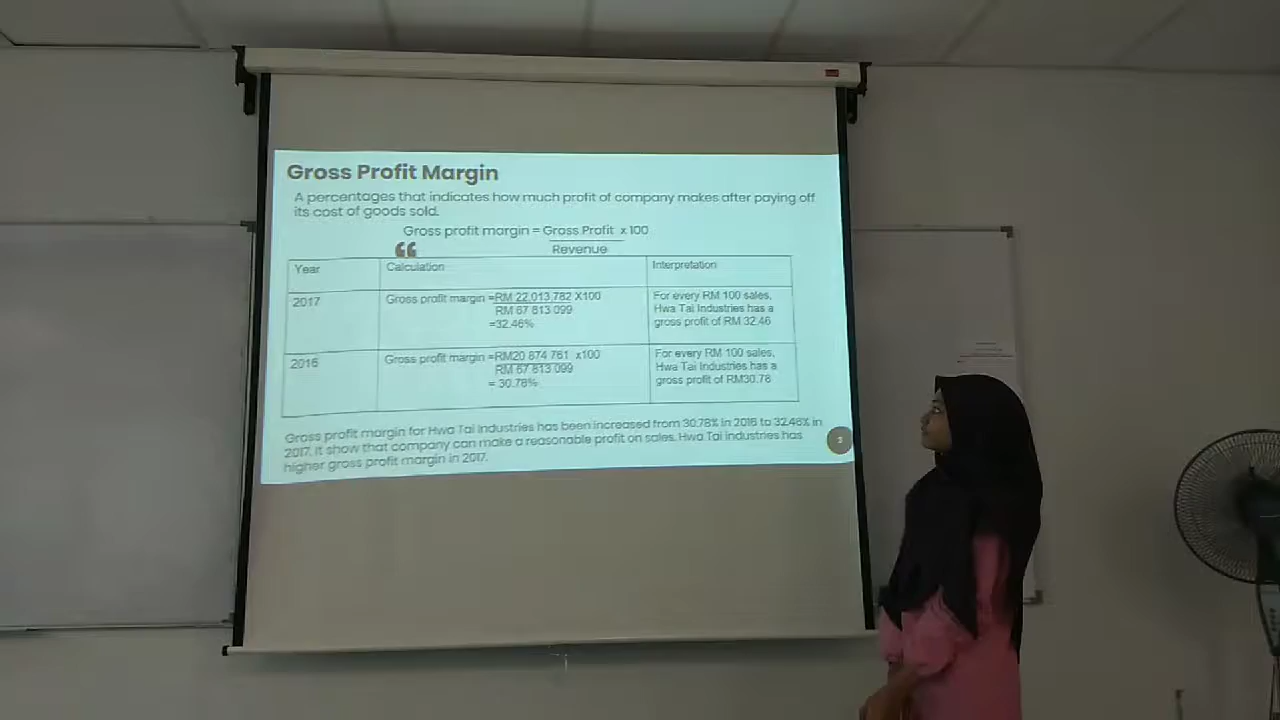 Gross Profit Margin
A percentages that indicates how much profit of company makes after paying off
its cost of goods sold.
Gross profit margin = Gross Profit x 100
Revenue
Year Calculation Interpretation
2017 Gross profit margin =RM 22,013,782 X100 For every RM 100 sales,
RM 67 813 099 Hwa Tai Industries has a
=32.46% gross profit of RM 32.46
2016 Gross profit margin =RM20 874 761 x100 For every RM 100 sales,
RM 67 813 099 Hwa Tai Industries has a
= 30.78% gross profit of RM30.78
Gross profit margin for Hwa Tai Industries has been increased from 30.78% in 2016 to 32.46% in
2017. It show that company can make a reasonable profit on sales. Hwa Tai industries has
higher gross profit margin in 2017.